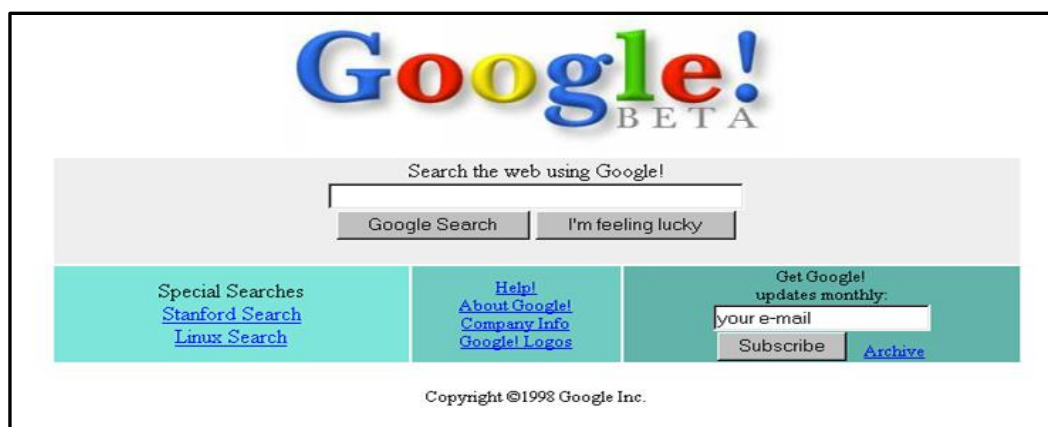 Google!
BETA
Search the web using Google!
Google Search I'm feeling lucky
Special Searches
Stanford Search
Linux Search
Help!
About Google!
Company Info
Google! Logos
Get Google!
updates monthly:
your e-mail
Subscribe Archive
Copyright ©1998 Google Inc.